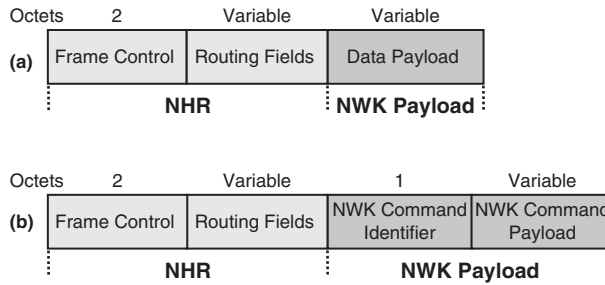 Octets 2 Variable Variable
(a) Frame Control Routing Fields Data Payload
NHR NWK Payload
Octets 2 Variable 1 Variable
(b) Frame Control Routing Fields NWK Command Identifier NWK Command Payload
NHR NWK Payload